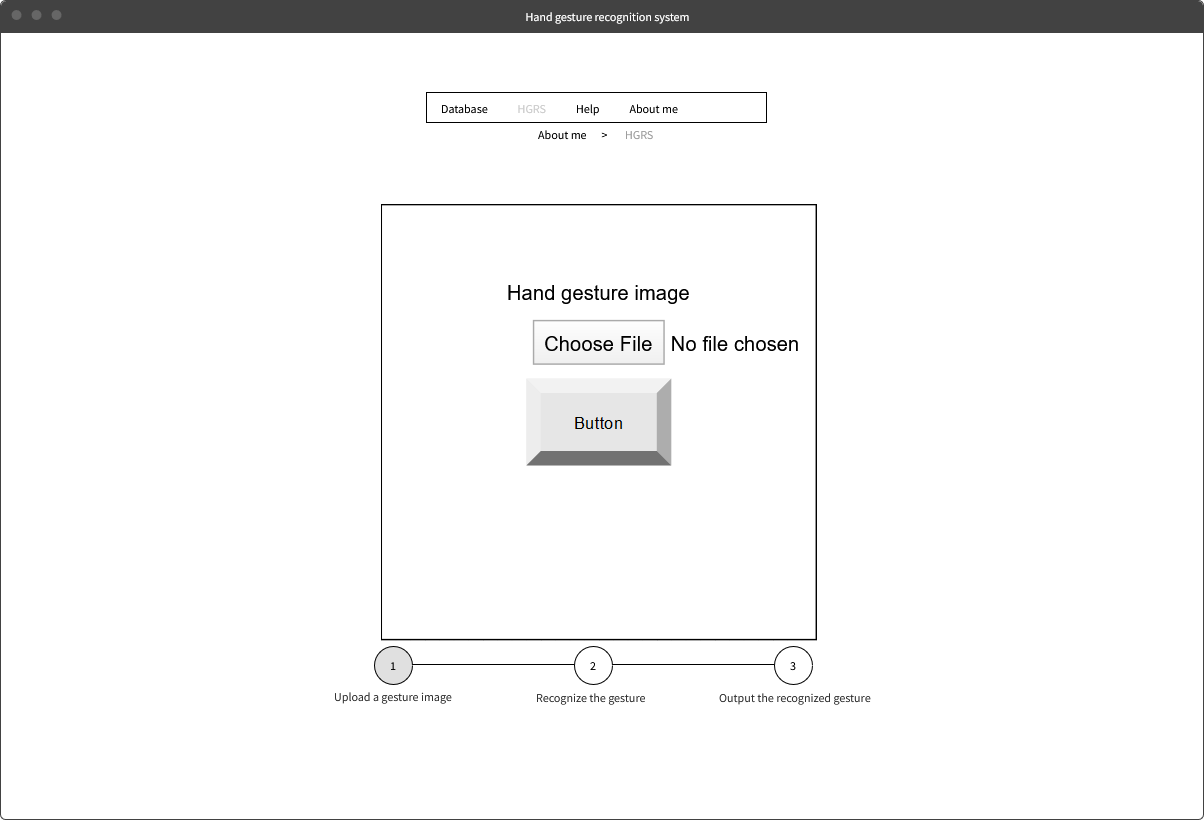 Hand gesture recognition system
Database HGRS Help About me
About me > HGRS
Hand gesture image
Choose File No file chosen
Button
1 2 3
Upload a gesture image Recognize the gesture Output the recognized gesture